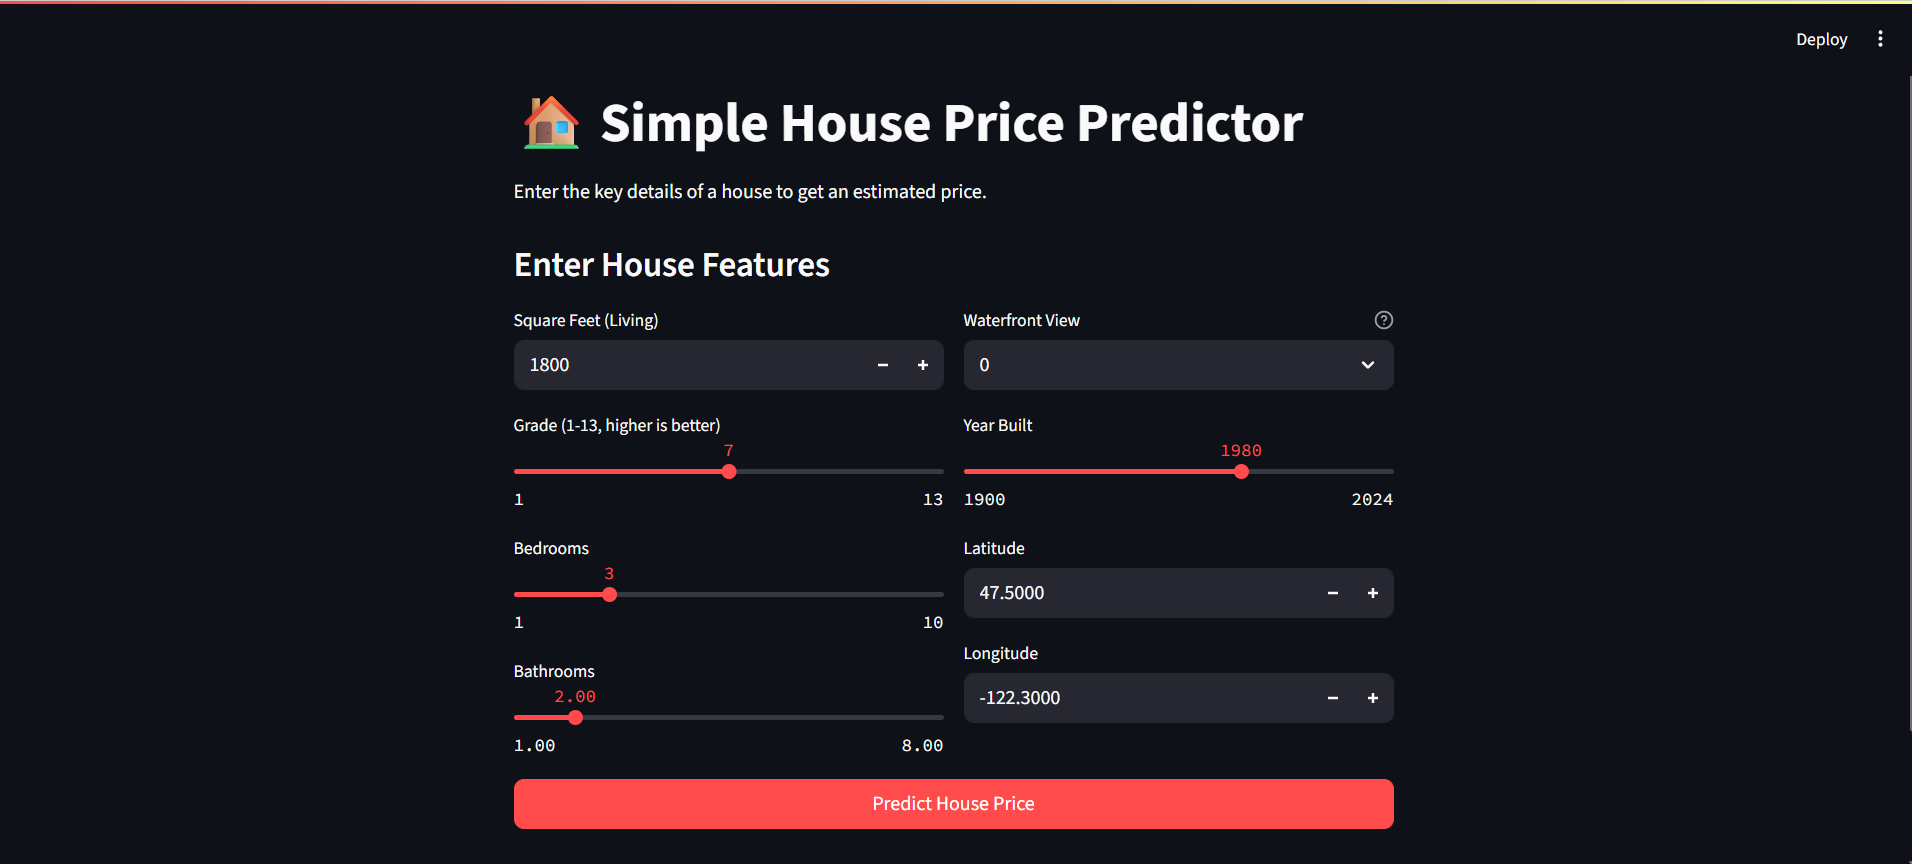 Deploy
Simple House Price Predictor
Enter the key details of a house to get an estimated price.
Enter House Features
Square Feet (Living)
1800
Grade (1-13, higher is better)
7
1 13
Bedrooms
3
1 10
Bathrooms
2.00
1.00 8.00
Waterfront View
0
Year Built
1980
1900 2024
Latitude
47.5000
Longitude
-122.3000
Predict House Price